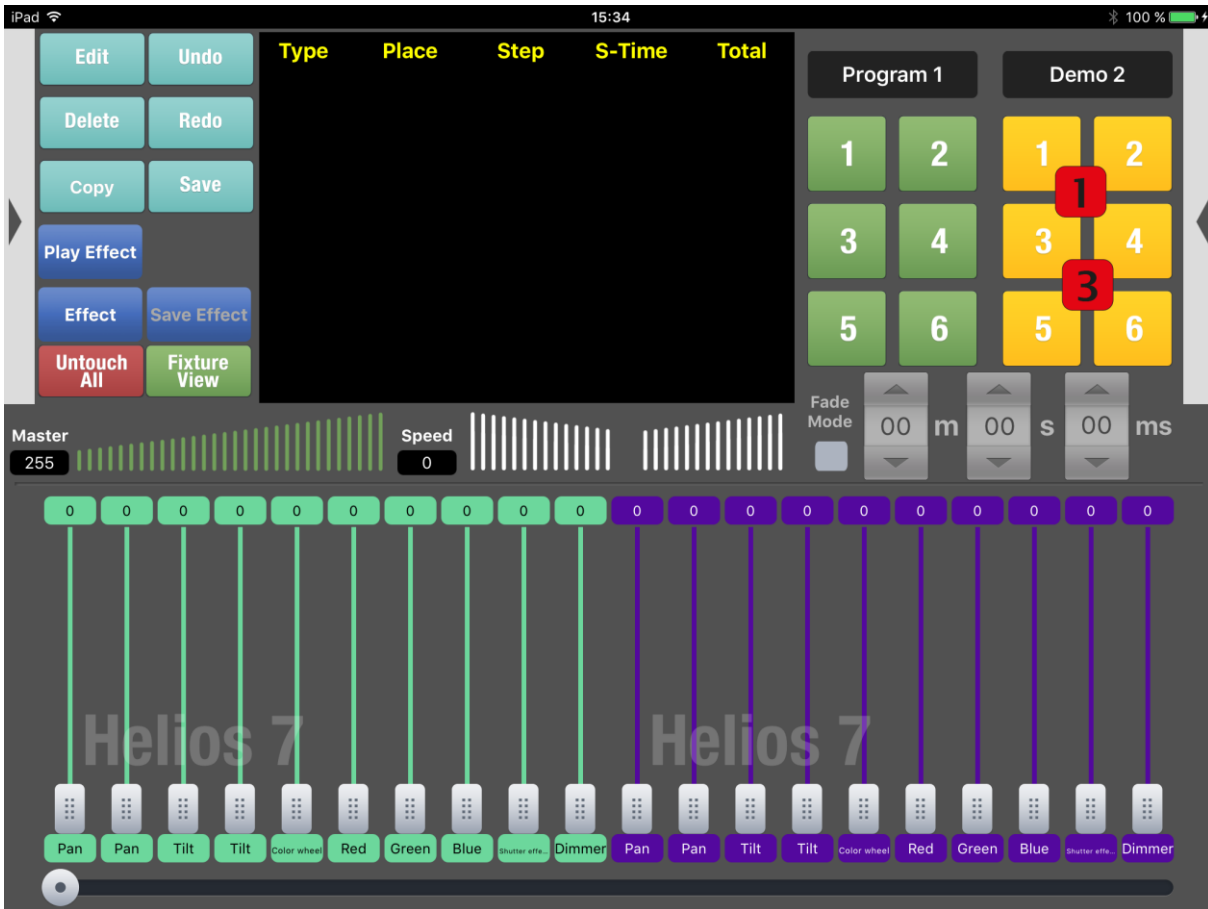 iPad 15:34 100 %
Edit Undo
Delete Redo
Copy Save
Play Effect
Effect Save Effect
Untouch All
Fixture View
Type Place Step S-Time Total
Program 1 Demo 2
1 2 1 2
1
3 4 3 4
3
5 6 5 6
Fade Mode
00 m 00 s 00 ms
Master
255
Speed
0
0 0 0 0 0 0 0 0 0 0 0 0 0 0 0 0 0 0 0 0
Helios 7 Helios 7
Pan Pan Tilt Tilt Color wheel Red Green Blue Shutter effe... Dimmer Pan Pan Tilt Tilt Color wheel Red Green Blue Shutter effe... Dimmer